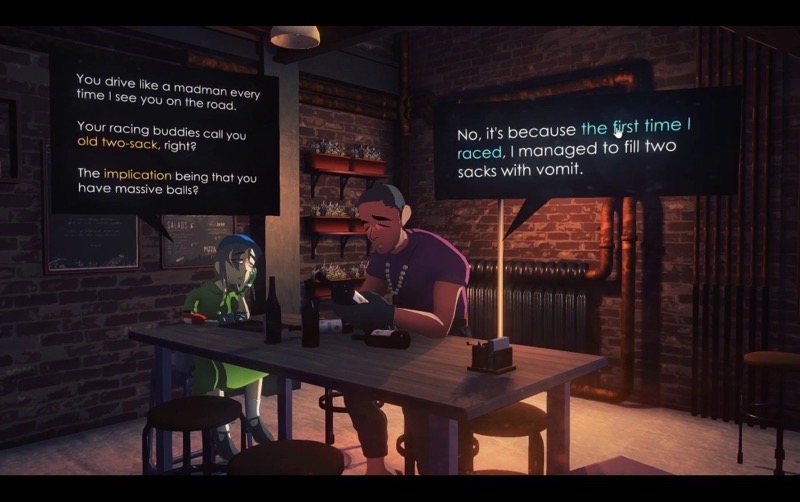 You drive like a madman every
time I see you on the road.
Your racing buddies call you
old two-sack, right?
The implication being that you
have massive balls?
No, it's because the first time I
raced, I managed to fill two
sacks with vomit.
SALADS